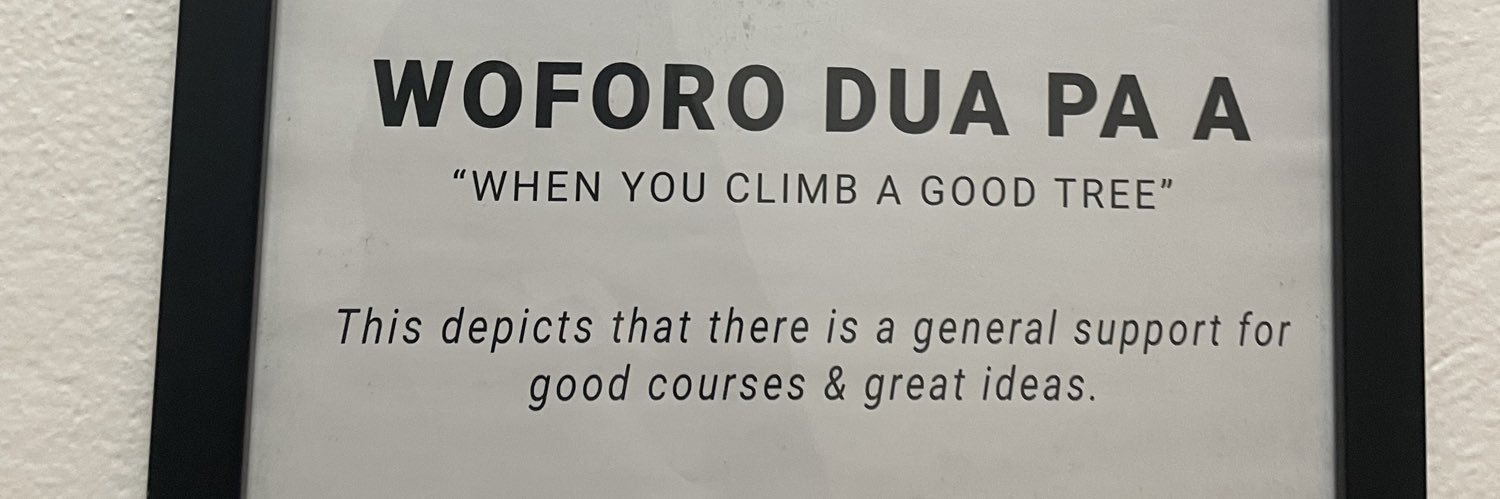 WOFORO DUA PA A
“WHEN YOU CLIMB A GOOD TREE”
This depicts that there is a general support for
good courses & great ideas.